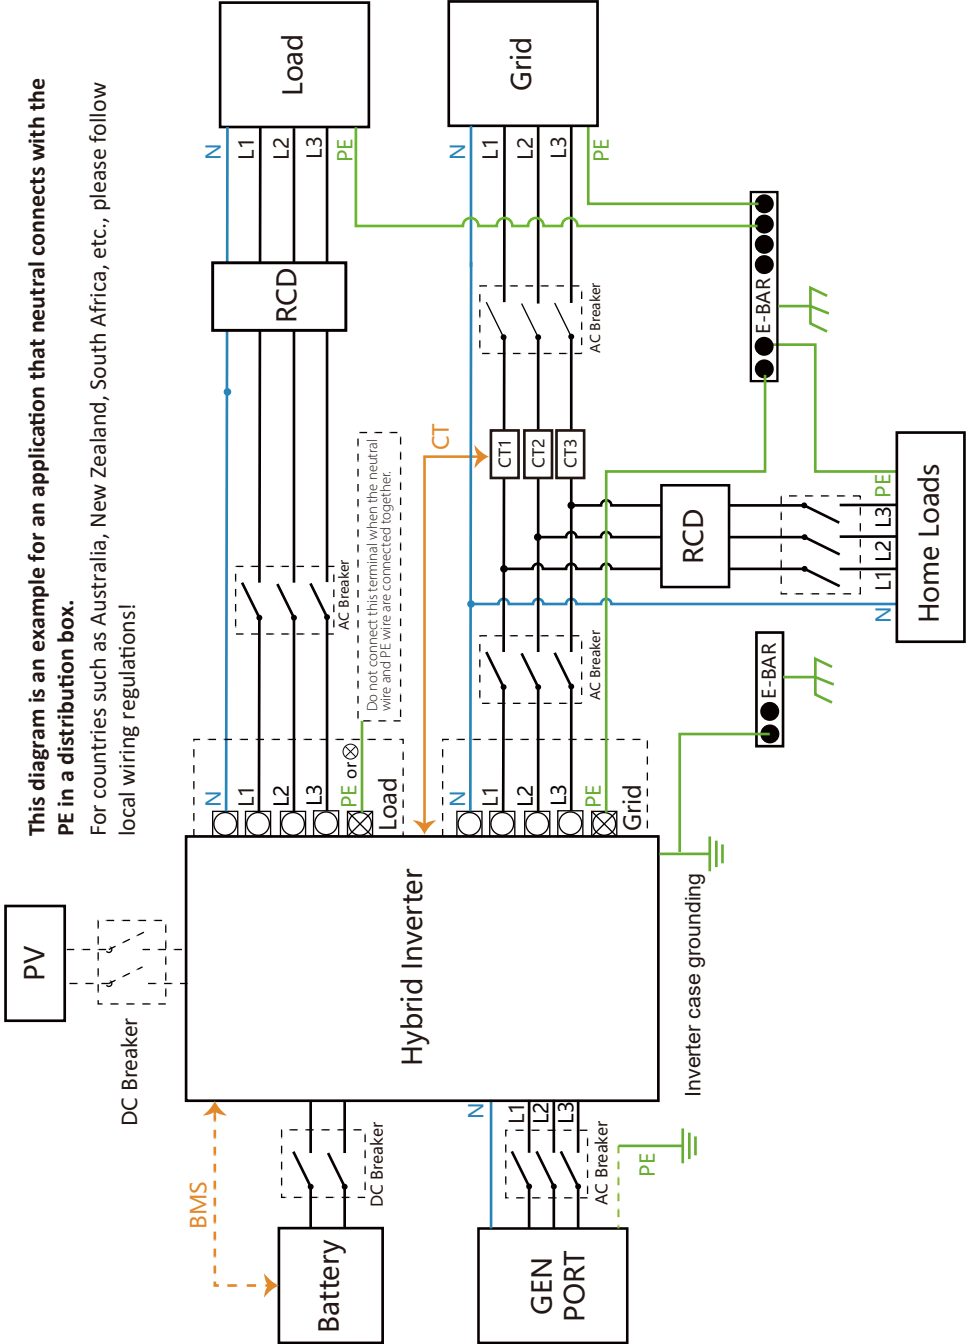 This diagram is an example for an application that neutral connects with the
PE in a distribution box.
For countries such as Australia, New Zealand, South Africa, etc., please follow
local wiring regulations!
PV
DC Breaker
BMS
Battery
DC Breaker
Hybrid Inverter
N
L1
L2
L3
PE or
Load
Do not connect this terminal when the neutral
wire and PE wire are connected together.
AC Breaker
RCD
N
L1
L2
L3
PE
Load
CT
N
L1
L2
L3
PE
Grid
AC Breaker
CT1
CT2
CT3
AC Breaker
N
L1
L2
L3
PE
Grid
GEN
PORT
N
L1
L2
L3
AC Breaker
PE
Inverter case grounding
E-BAR
E-BAR
RCD
N
L1
L2
L3
PE
Home Loads